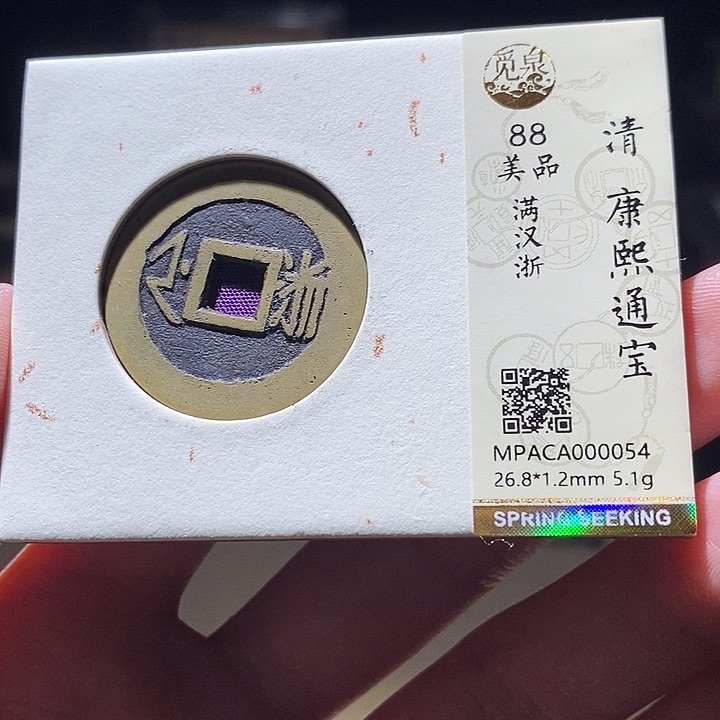 觅泉
88
美品
满汉浙
清 康熙通宝
浙
MPACA000054
26.8*1.2mm 5.1g
SPRING SEEKING